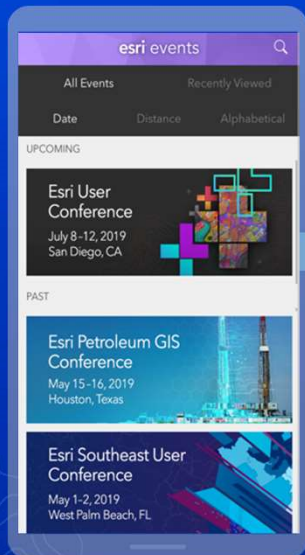 esri events
All Events Recently Viewed
Date Distance Alphabetical
UPCOMING
Esri User
Conference
July 8-12, 2019
San Diego, CA
PAST
Esri Petroleum GIS
Conference
May 15-16, 2019
Houston, Texas
Esri Southeast User
Conference
May 1-2, 2019
West Palm Beach, FL